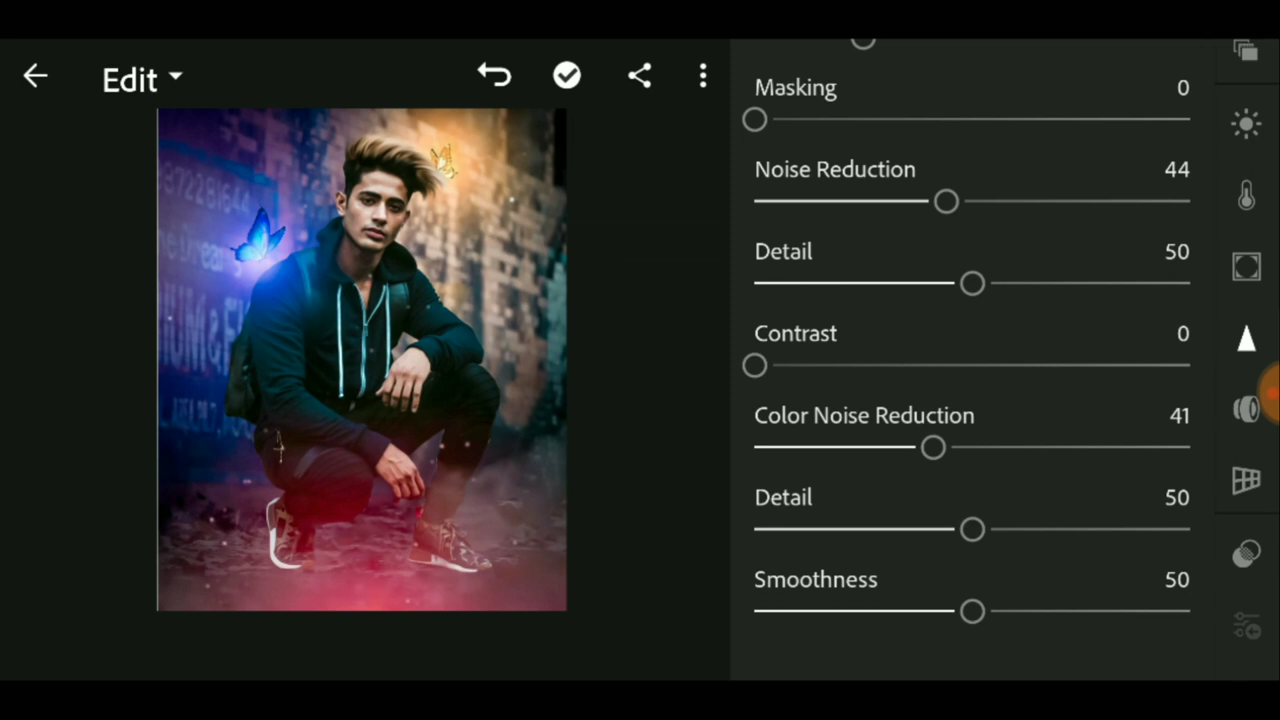 Edit
Masking 0
Noise Reduction 44
Detail 50
Contrast 0
Color Noise Reduction 41
Detail 50
Smoothness 50